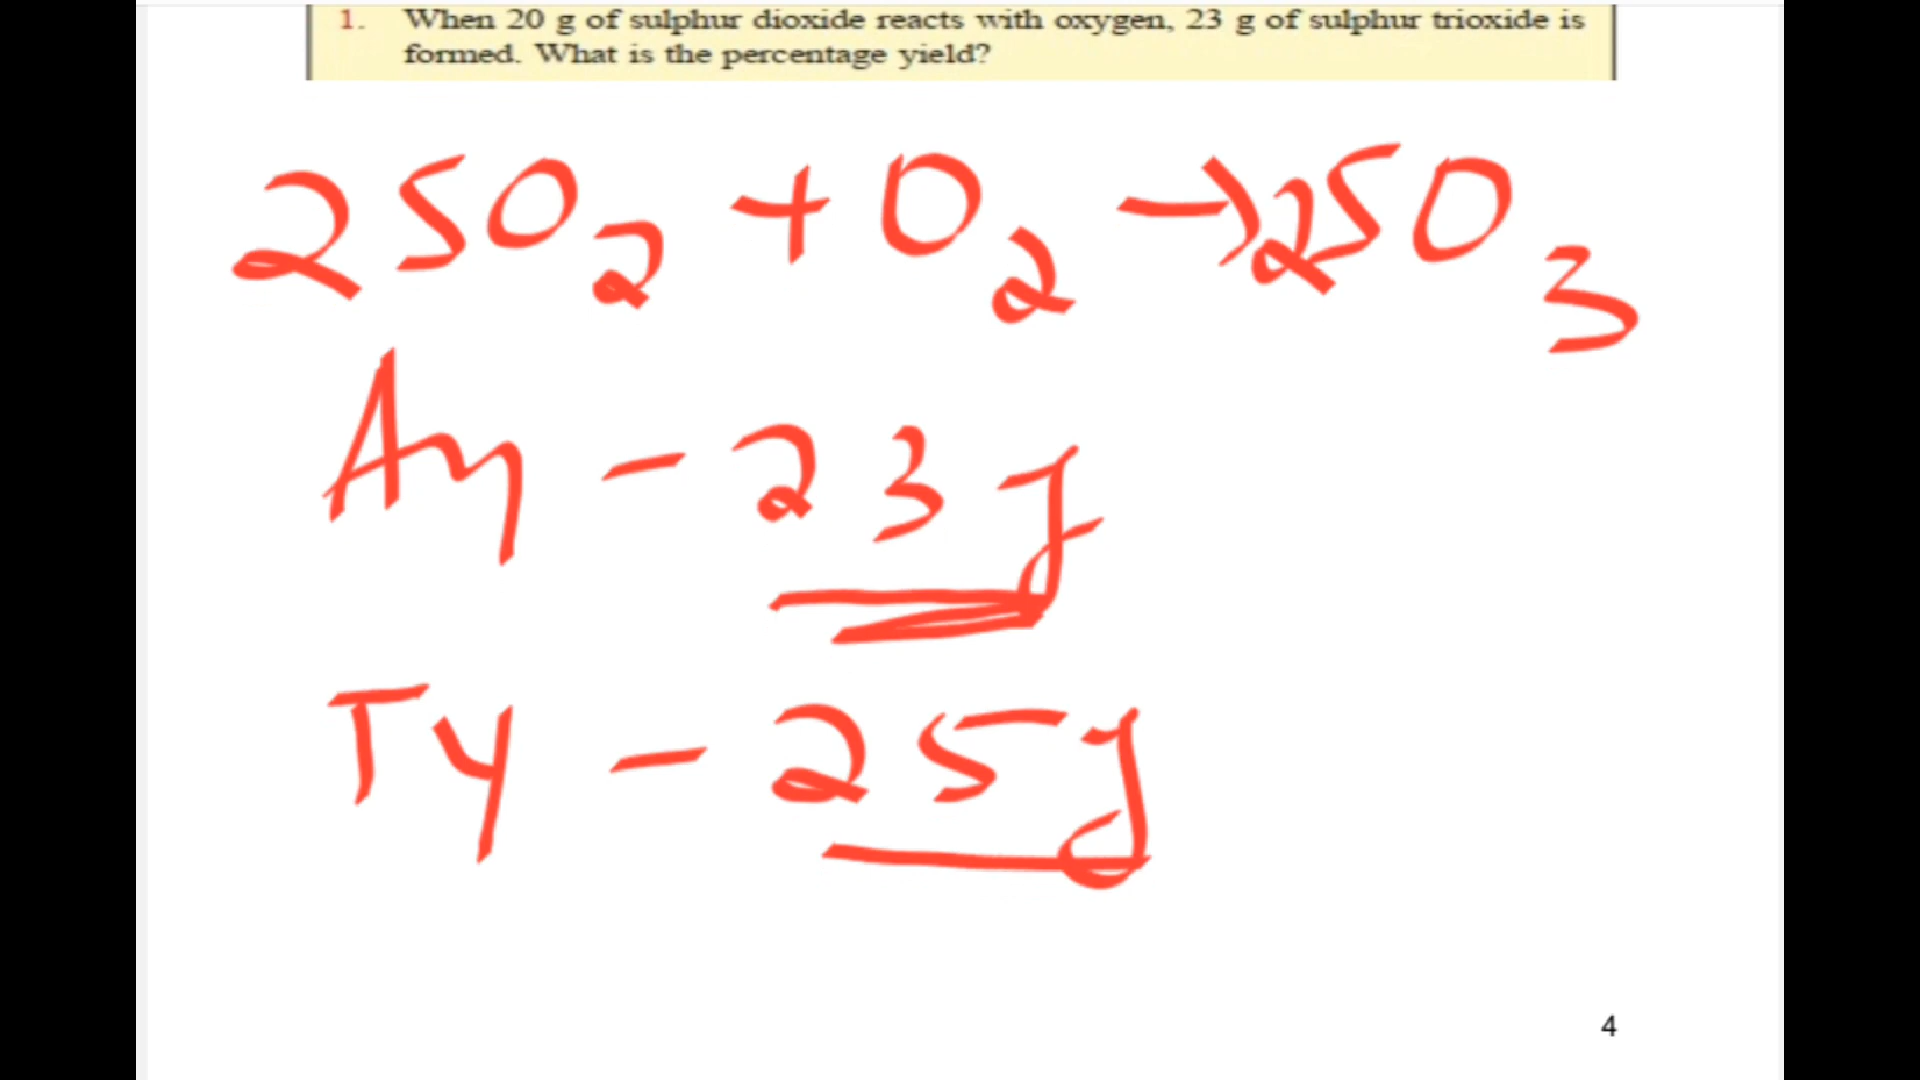 1. When 20 g of sulphur dioxide reacts with oxygen, 23 g of sulphur trioxide is
formed. What is the percentage yield?
2SO₂ + O₂ → 2SO₃
Ay - 23g
Ty - 25g
4